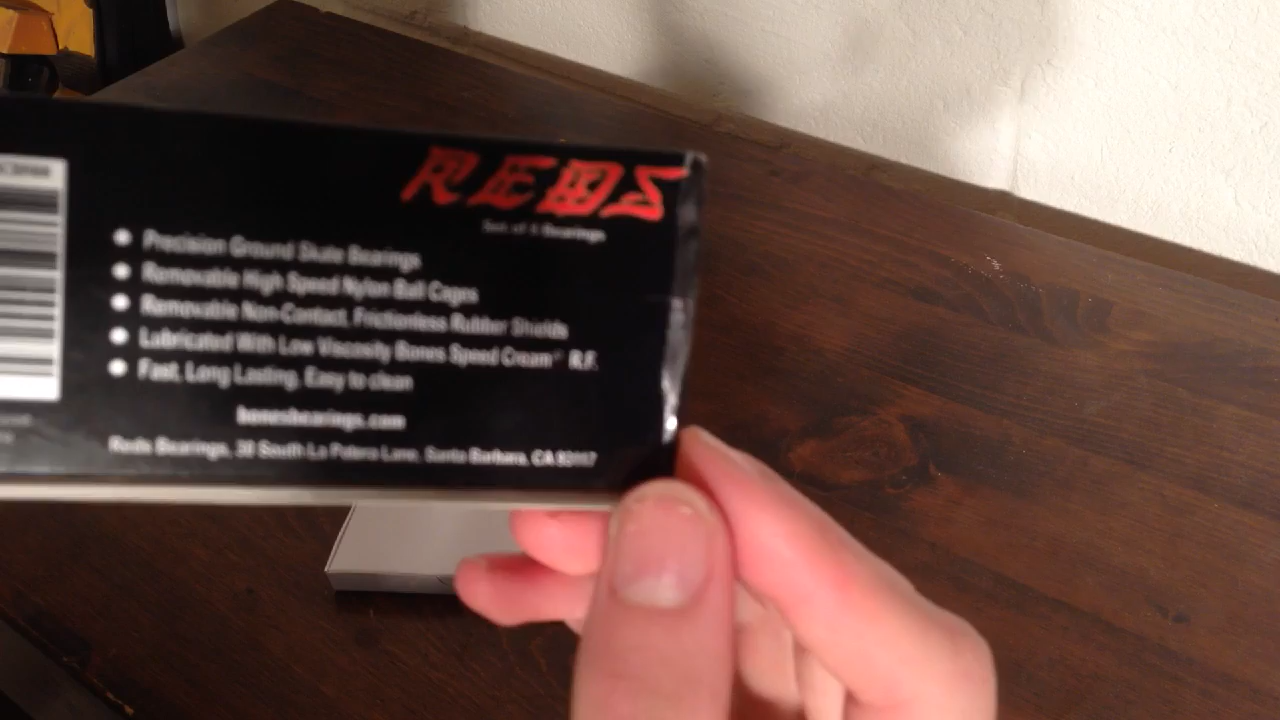 REDS
Set of 8 Bearings
Precision Ground Skate Bearings
Removable High Speed Nylon Ball Cages
Removable Non-Contact, Frictionless Rubber Shields
Lubricated With Low Viscosity Bones Speed Cream® R.F.
Fast, Long Lasting, Easy to clean
bonesbearings.com
Reds Bearings, 30 South La Patera Lane, Santa Barbara, CA 93117